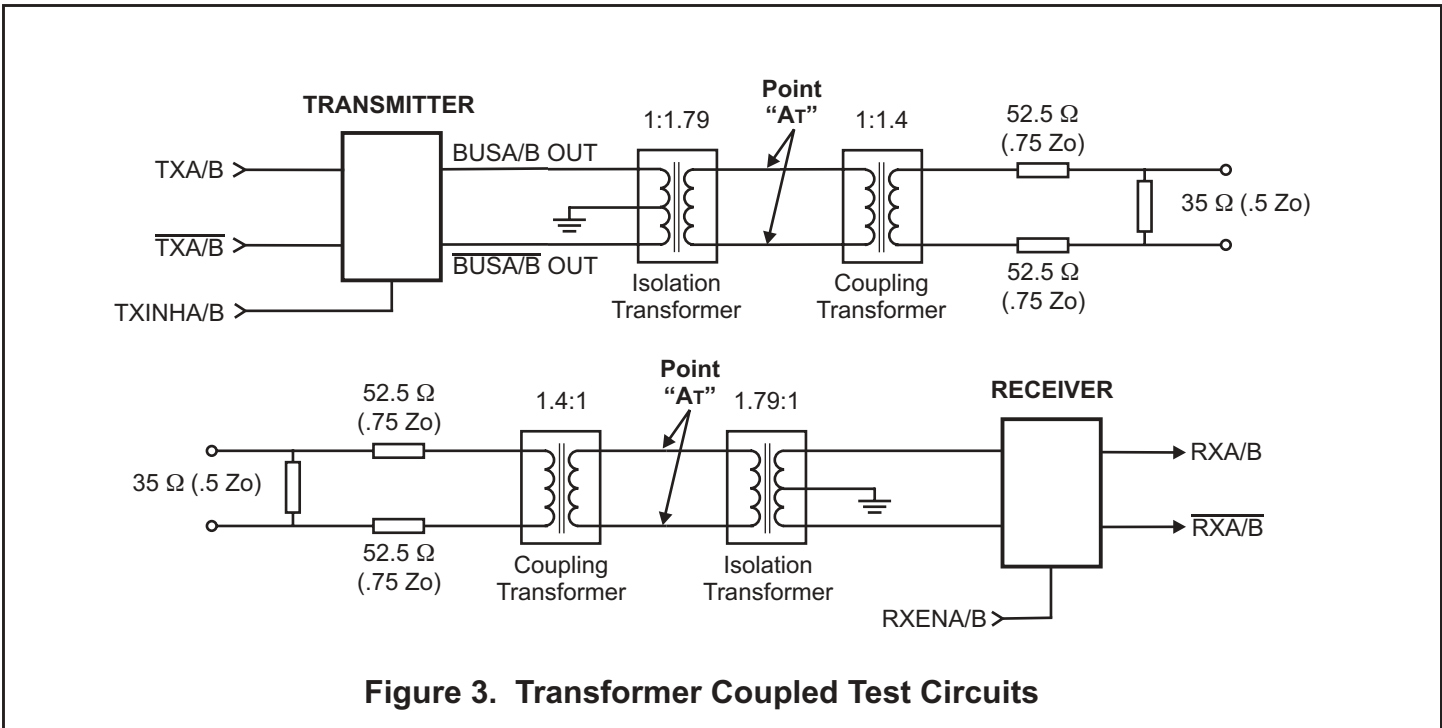 TRANSMITTER
TXA/B
TXA/B
TXINHA/B
BUSA/B OUT
BUSA/B OUT
1:1.79
Isolation
Transformer
Point
“AT”
1:1.4
Coupling
Transformer
52.5 Ω
(.75 Zo)
35 Ω (.5 Zo)
52.5 Ω
(.75 Zo)
35 Ω (.5 Zo)
52.5 Ω
(.75 Zo)
52.5 Ω
(.75 Zo)
1.4:1
Coupling
Transformer
Point
“AT”
1.79:1
Isolation
Transformer
RECEIVER
RXA/B
RXA/B
RXENA/B
Figure 3. Transformer Coupled Test Circuits